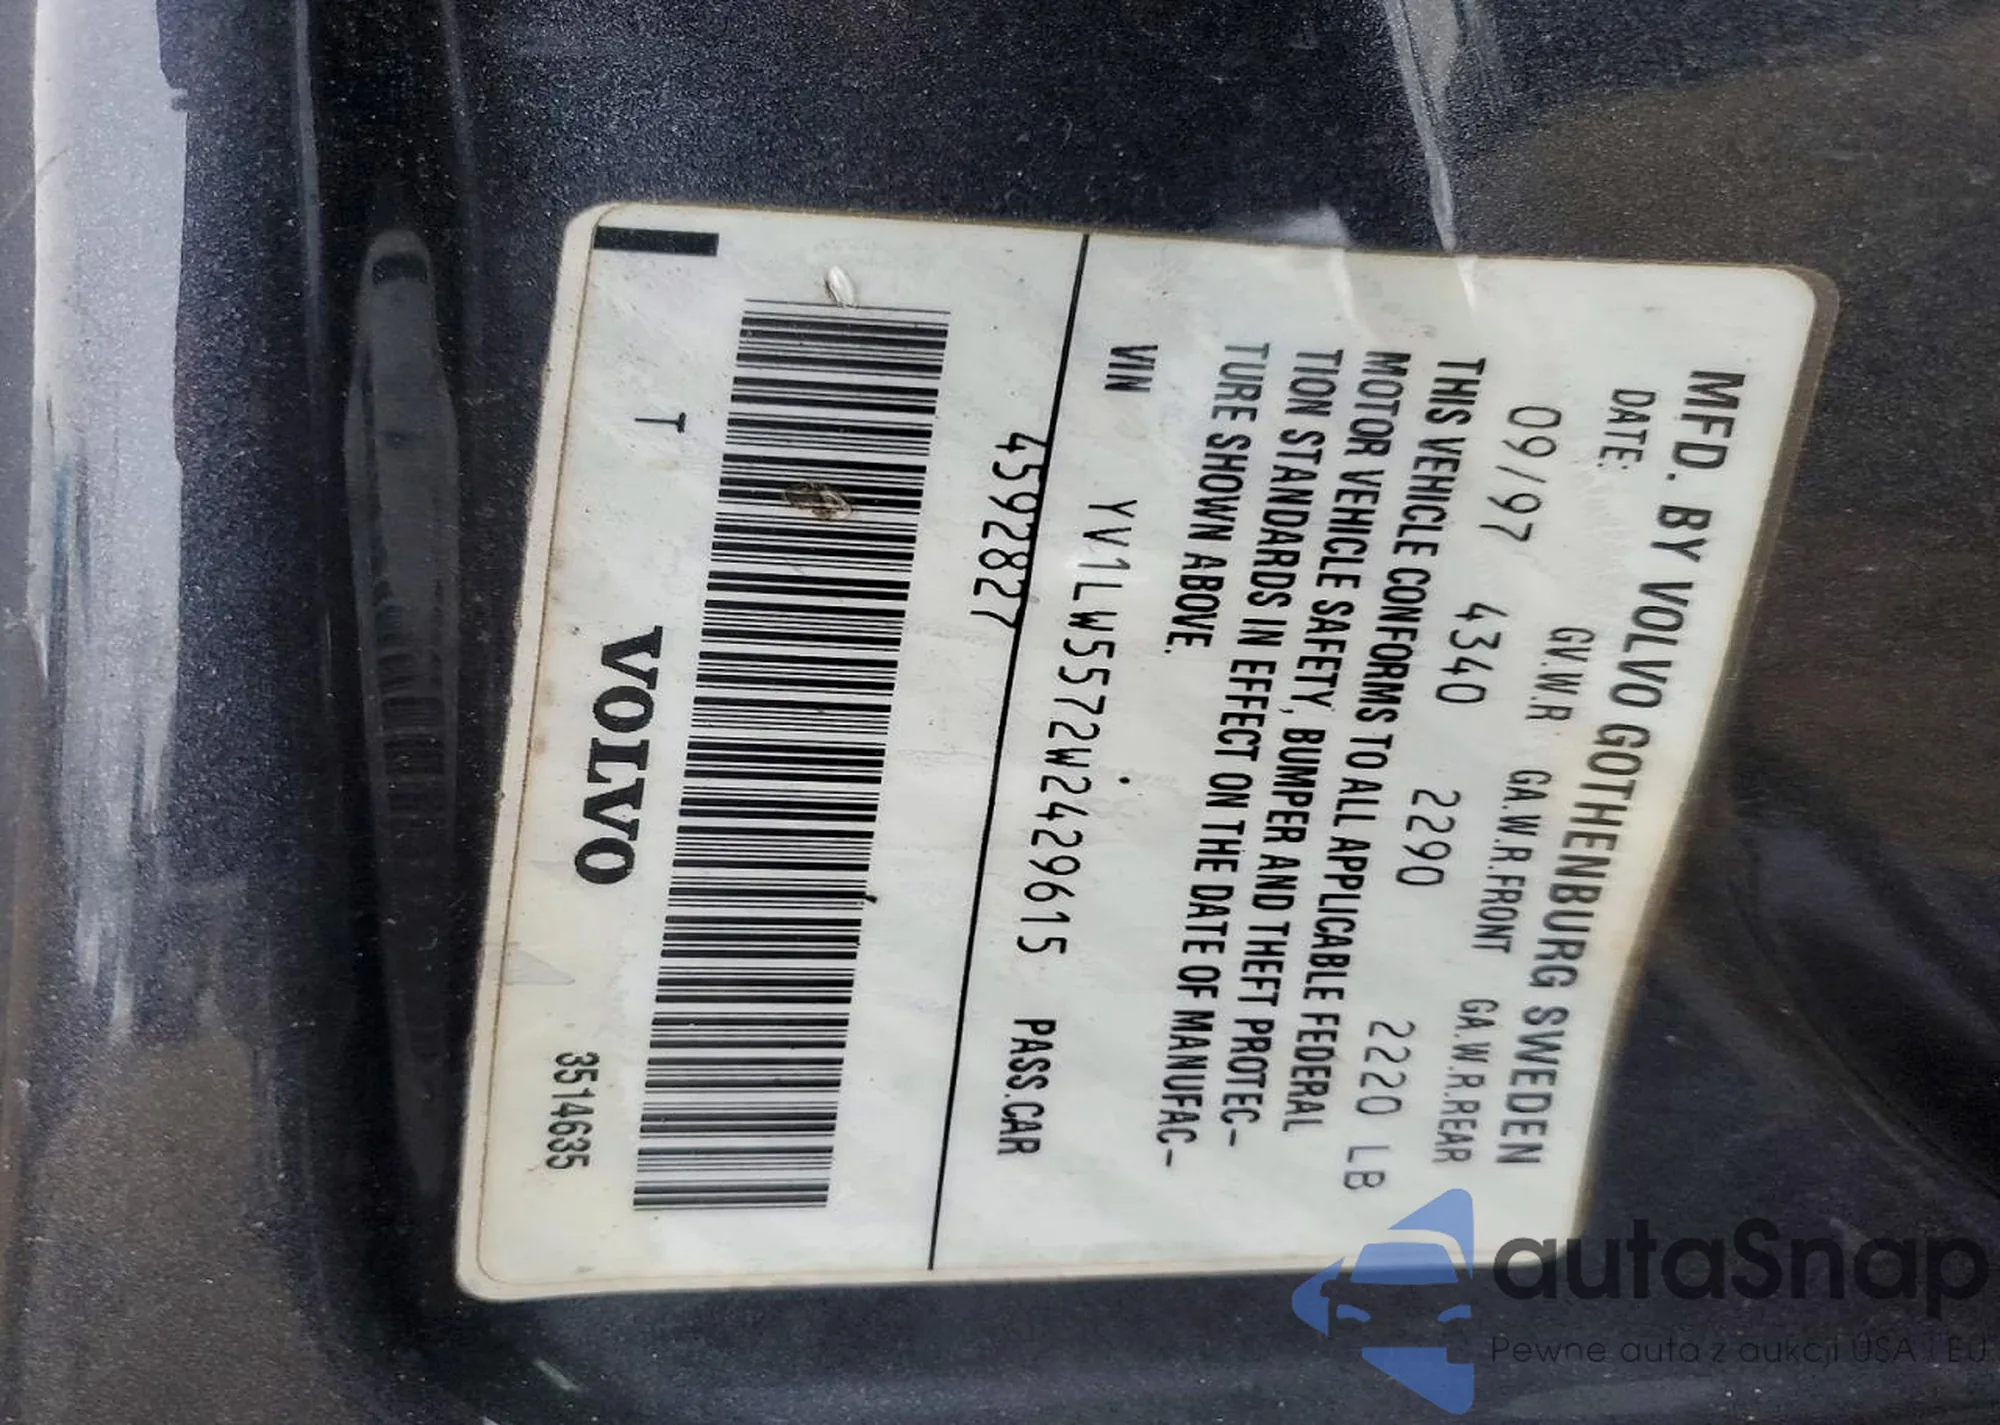 MFD. BY VOLVO GOTHENBURG SWEDEN
DATE: GV.W.R GA.W.R.FRONT GA.W.R.REAR
09/97 4340 2290 2220 LB
THIS VEHICLE CONFORMS TO ALL APPLICABLE FEDERAL
MOTOR VEHICLE SAFETY, BUMPER AND THEFT PROTEC-
TION STANDARDS IN EFFECT ON THE DATE OF MANUFAC-
TURE SHOWN ABOVE.
VIN YV1LW5572W2429615 PASS.CAR
4592827
T VOLVO 3514635
autaSnap
Pewne auta z aukcji USA i EU